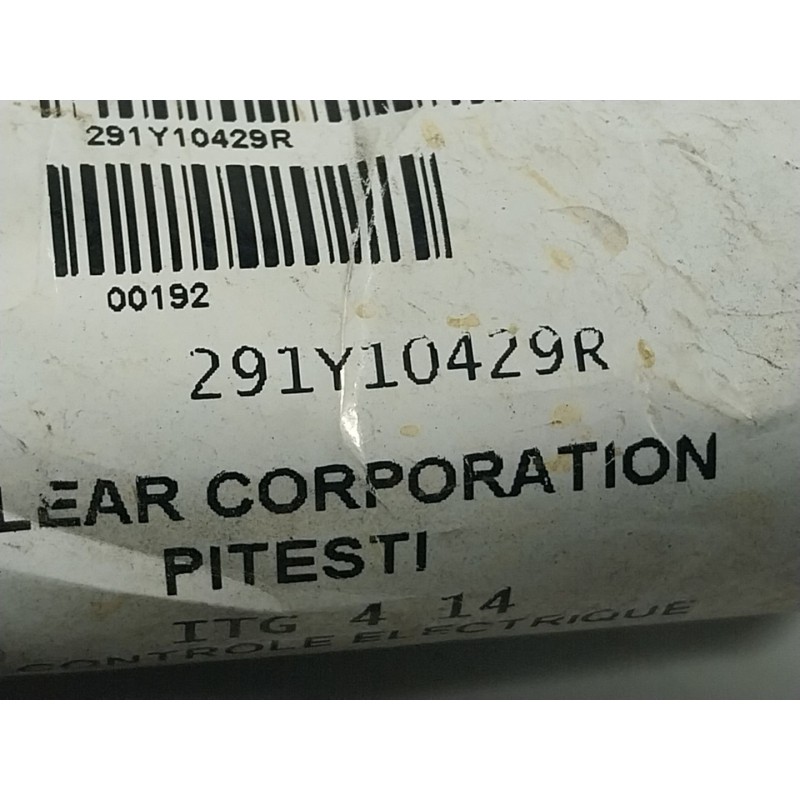 291Y10429R
00192
291Y10429R
LEAR CORPORATION
PITESTI
ITG 4 14
CONTROLE ELECTRIQUE